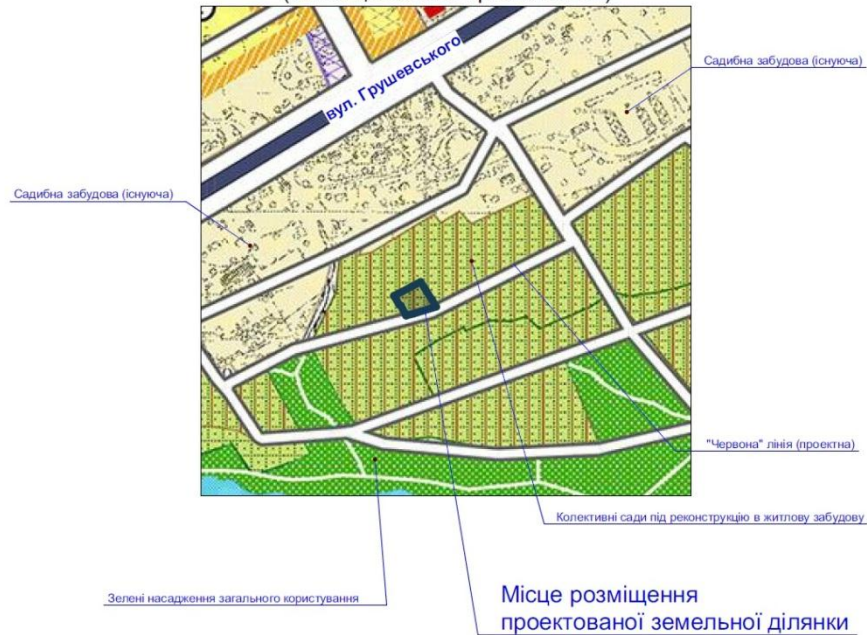 вул. Грушевського
Садибна забудова (існуюча)
Садибна забудова (існуюча)
"Червона" лінія (проектна)
Колективні сади під реконструкцію в житлову забудову
Зелені насадження загального користування
Місце розміщення
проектованої земельної ділянки